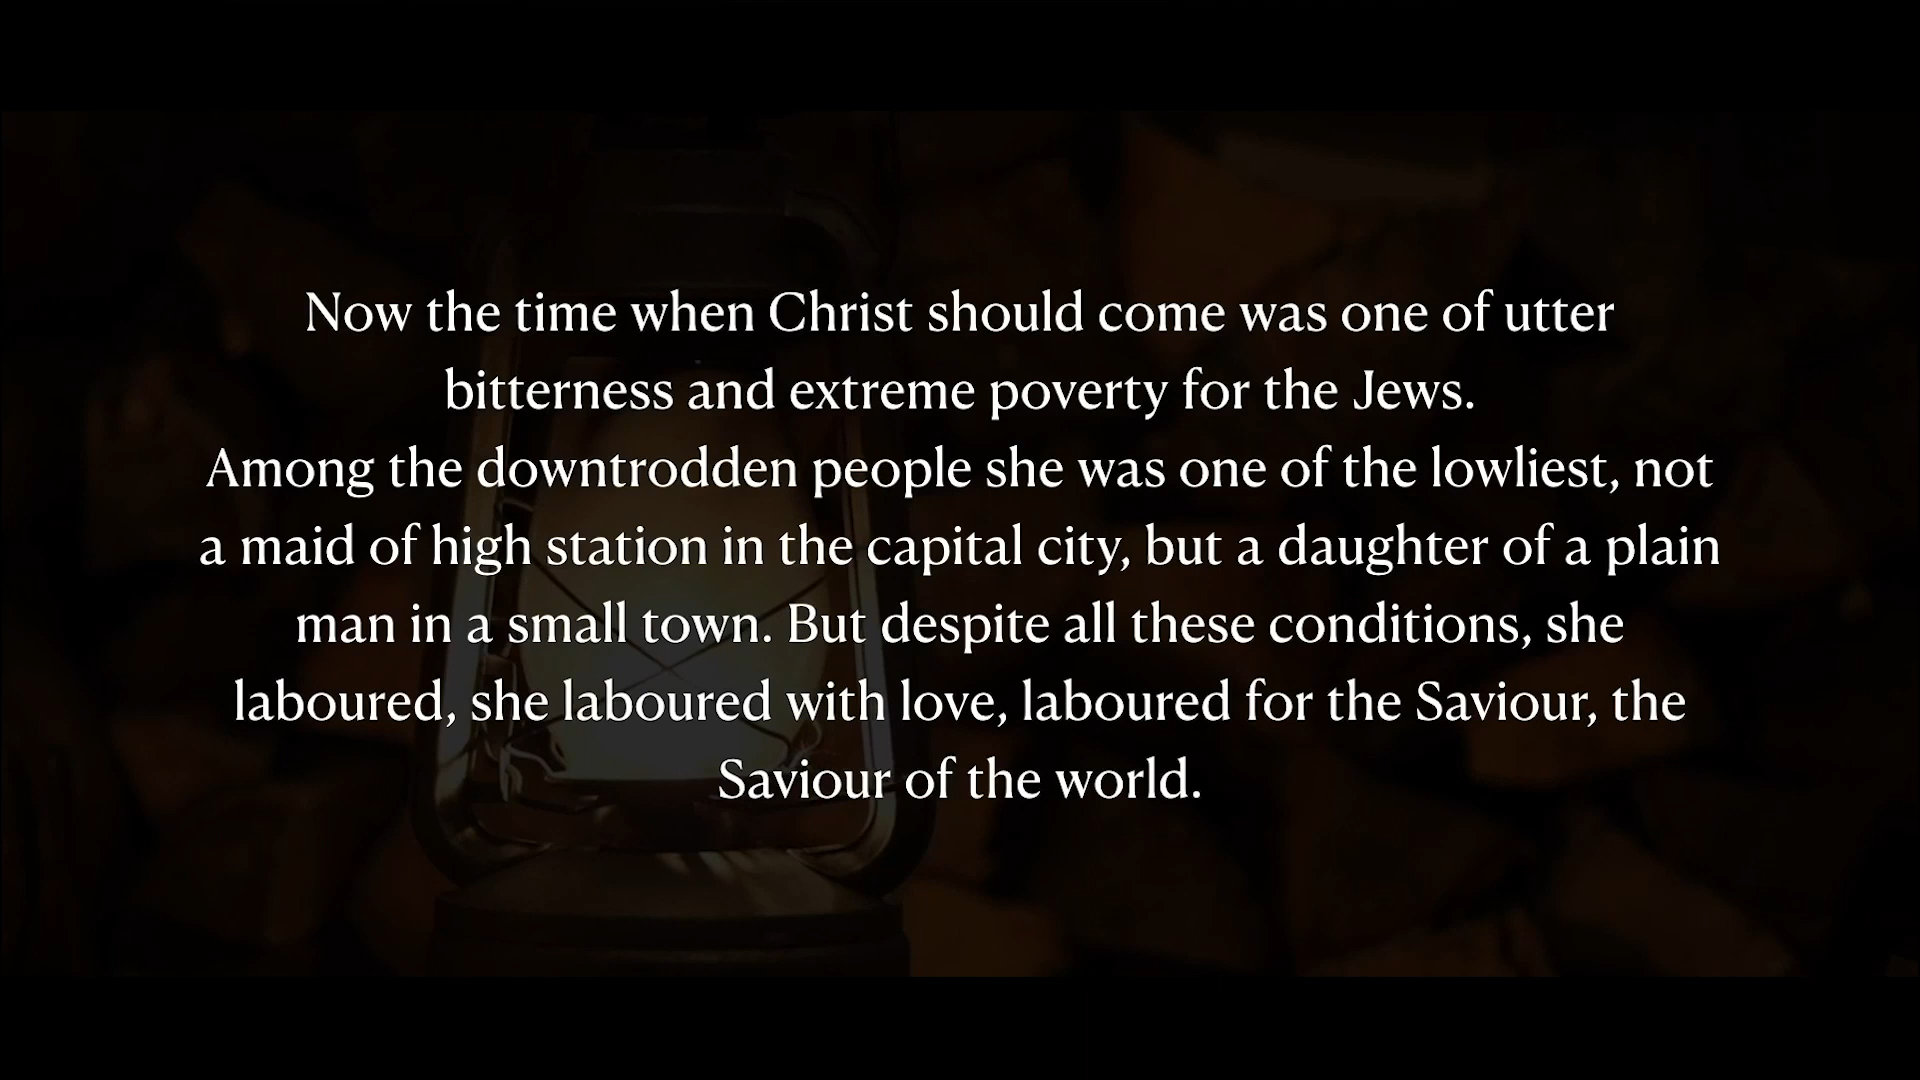 Now the time when Christ should come was one of utter
bitterness and extreme poverty for the Jews.
Among the downtrodden people she was one of the lowliest, not
a maid of high station in the capital city, but a daughter of a plain
man in a small town. But despite all these conditions, she
laboured, she laboured with love, laboured for the Saviour, the
Saviour of the world.